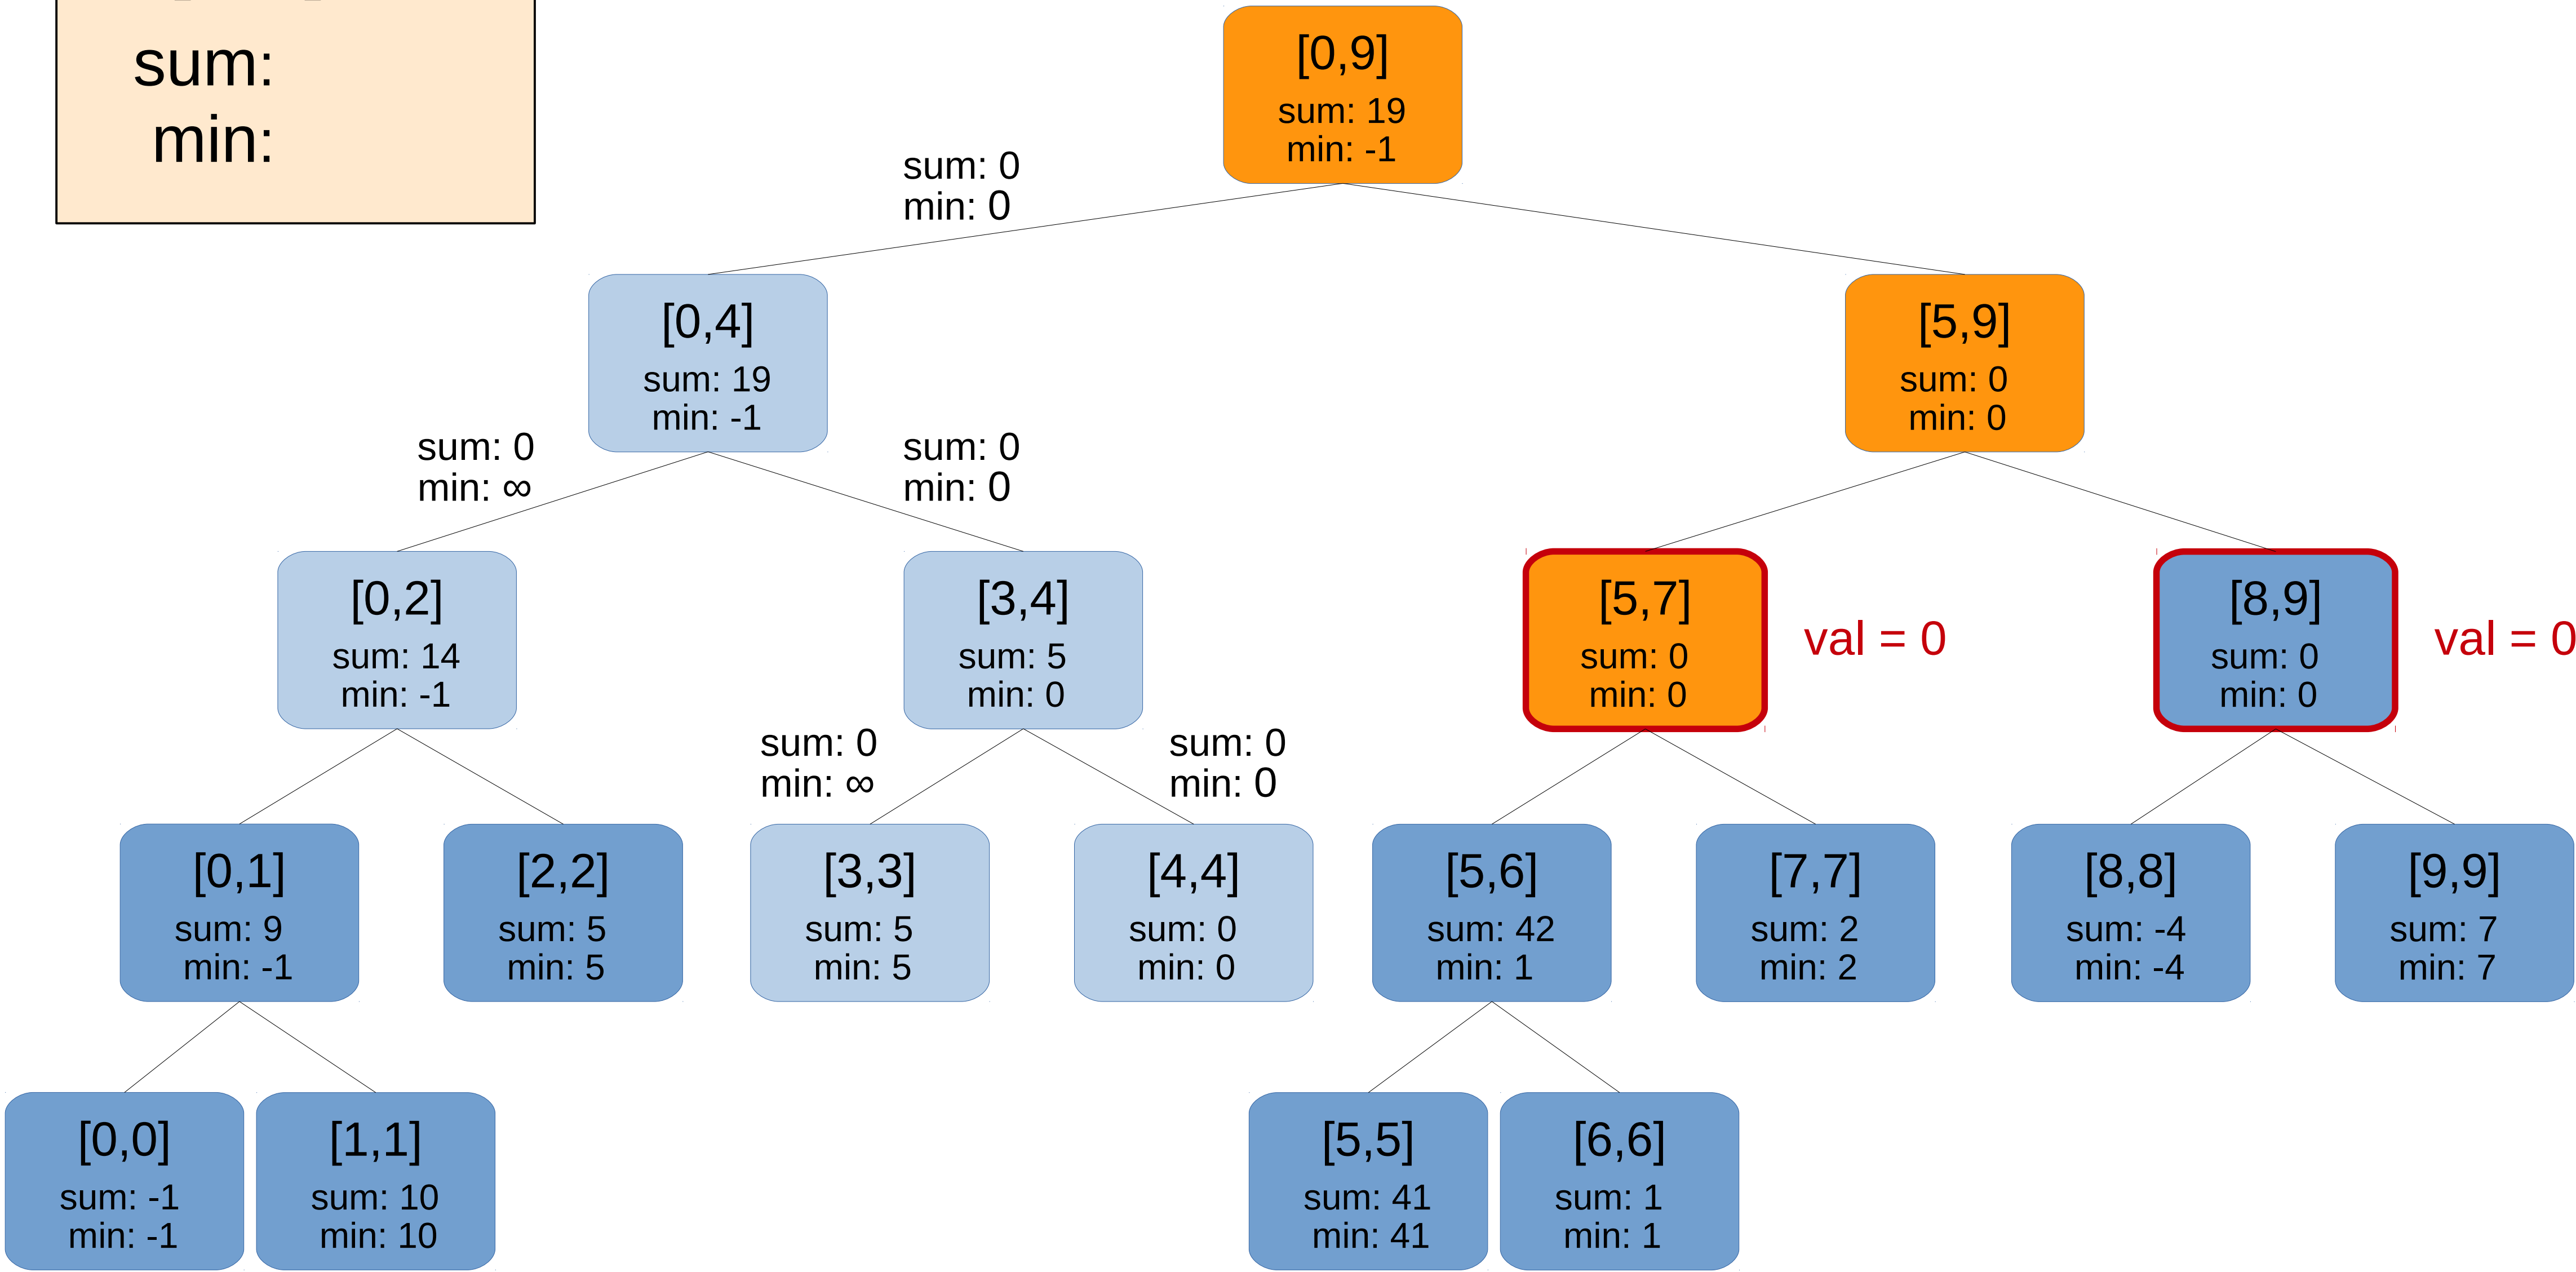 sum:
min:
[0,9]
sum: 19
min: -1
sum: 0
min: 0
[0,4]
sum: 19
min: -1
[5,9]
sum: 0
min: 0
sum: 0
min: ∞
sum: 0
min: 0
[0,2]
sum: 14
min: -1
[3,4]
sum: 5
min: 0
[5,7]
sum: 0
min: 0
val = 0
[8,9]
sum: 0
min: 0
val = 0
sum: 0
min: ∞
sum: 0
min: 0
[0,1]
sum: 9
min: -1
[2,2]
sum: 5
min: 5
[3,3]
sum: 5
min: 5
[4,4]
sum: 0
min: 0
[5,6]
sum: 42
min: 1
[7,7]
sum: 2
min: 2
[8,8]
sum: -4
min: -4
[9,9]
sum: 7
min: 7
[0,0]
sum: -1
min: -1
[1,1]
sum: 10
min: 10
[5,5]
sum: 41
min: 41
[6,6]
sum: 1
min: 1